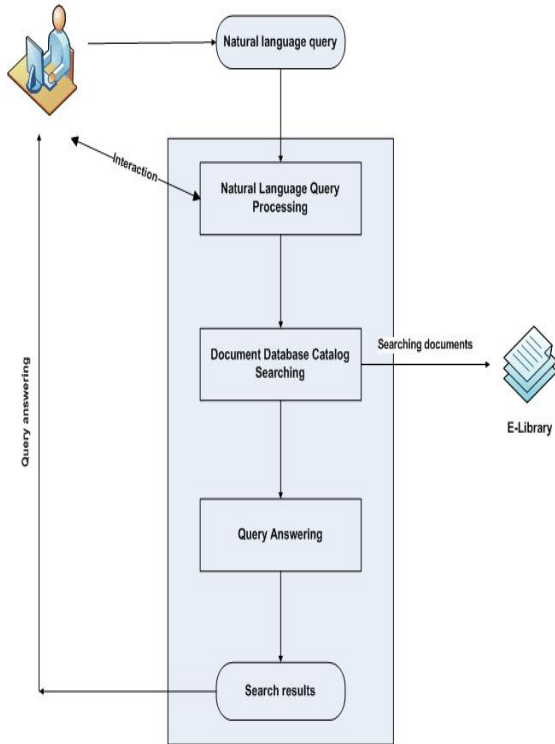 Natural language query
Interaction
Natural Language Query
Processing
Document Database Catalog
Searching
Searching documents
E-Library
Query answering
Query Answering
Search results